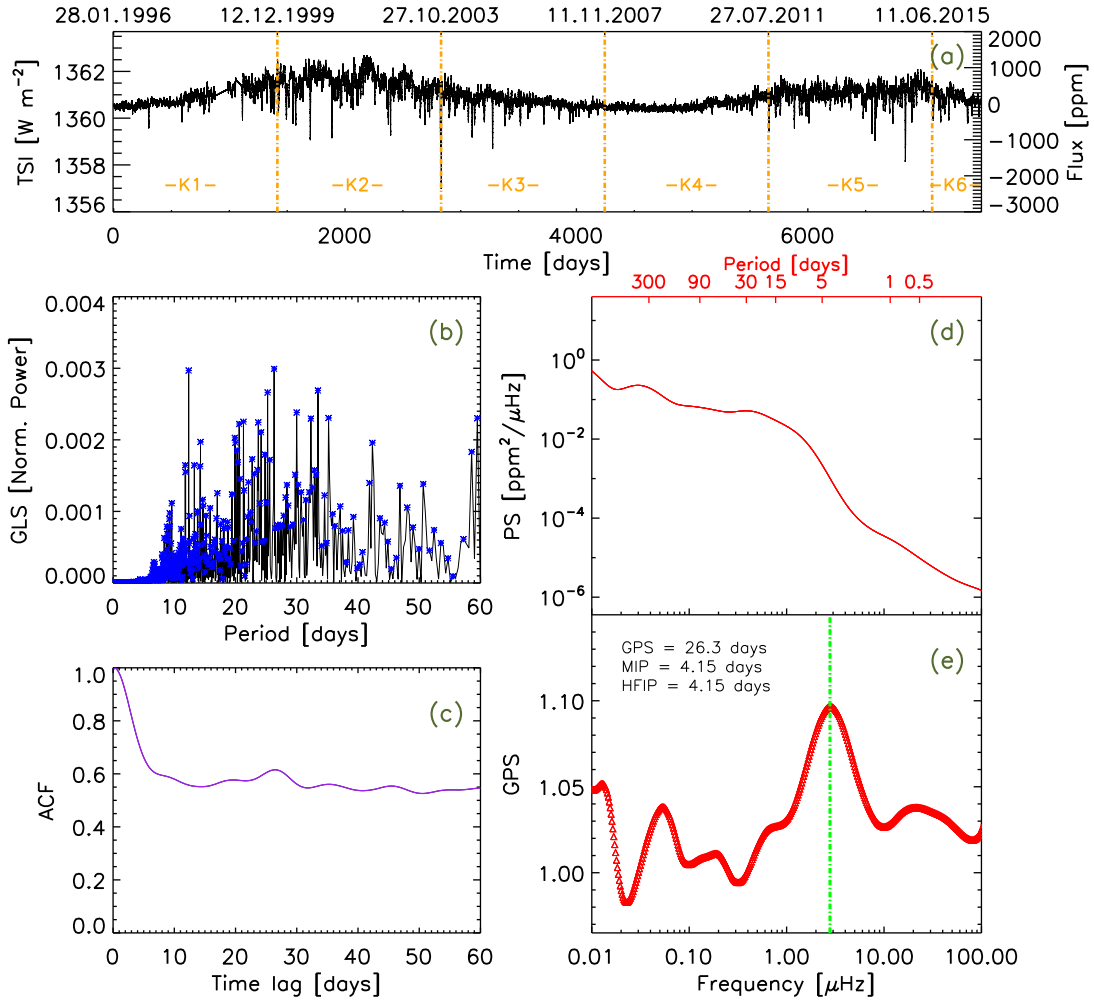 28.01.1996 12.12.1999 27.10.2003 11.11.2007 27.07.2011 11.06.2015
(a)
TSI [W m⁻²]
1362
1360
1358
1356
2000
1000
0
−1000
−2000
−3000
Flux [ppm]
−K1− −K2− −K3− −K4− −K5− −K6−
0 2000 4000 6000
Time [days]
(b)
GLS [Norm. Power]
0.004
0.003
0.002
0.001
0.000
0 10 20 30 40 50 60
Period [days]
(c)
ACF
1.0
0.8
0.6
0.4
0.2
0.0
0 10 20 30 40 50 60
Time lag [days]
Period [days]
300 90 30 15 5 1 0.5
(d)
PS [ppm²/μHz]
10⁰
10⁻²
10⁻⁴
10⁻⁶
GPS = 26.3 days
MIP = 4.15 days
HFIP = 4.15 days
(e)
GPS
1.10
1.05
1.00
0.01 0.10 1.00 10.00 100.00
Frequency [μHz]